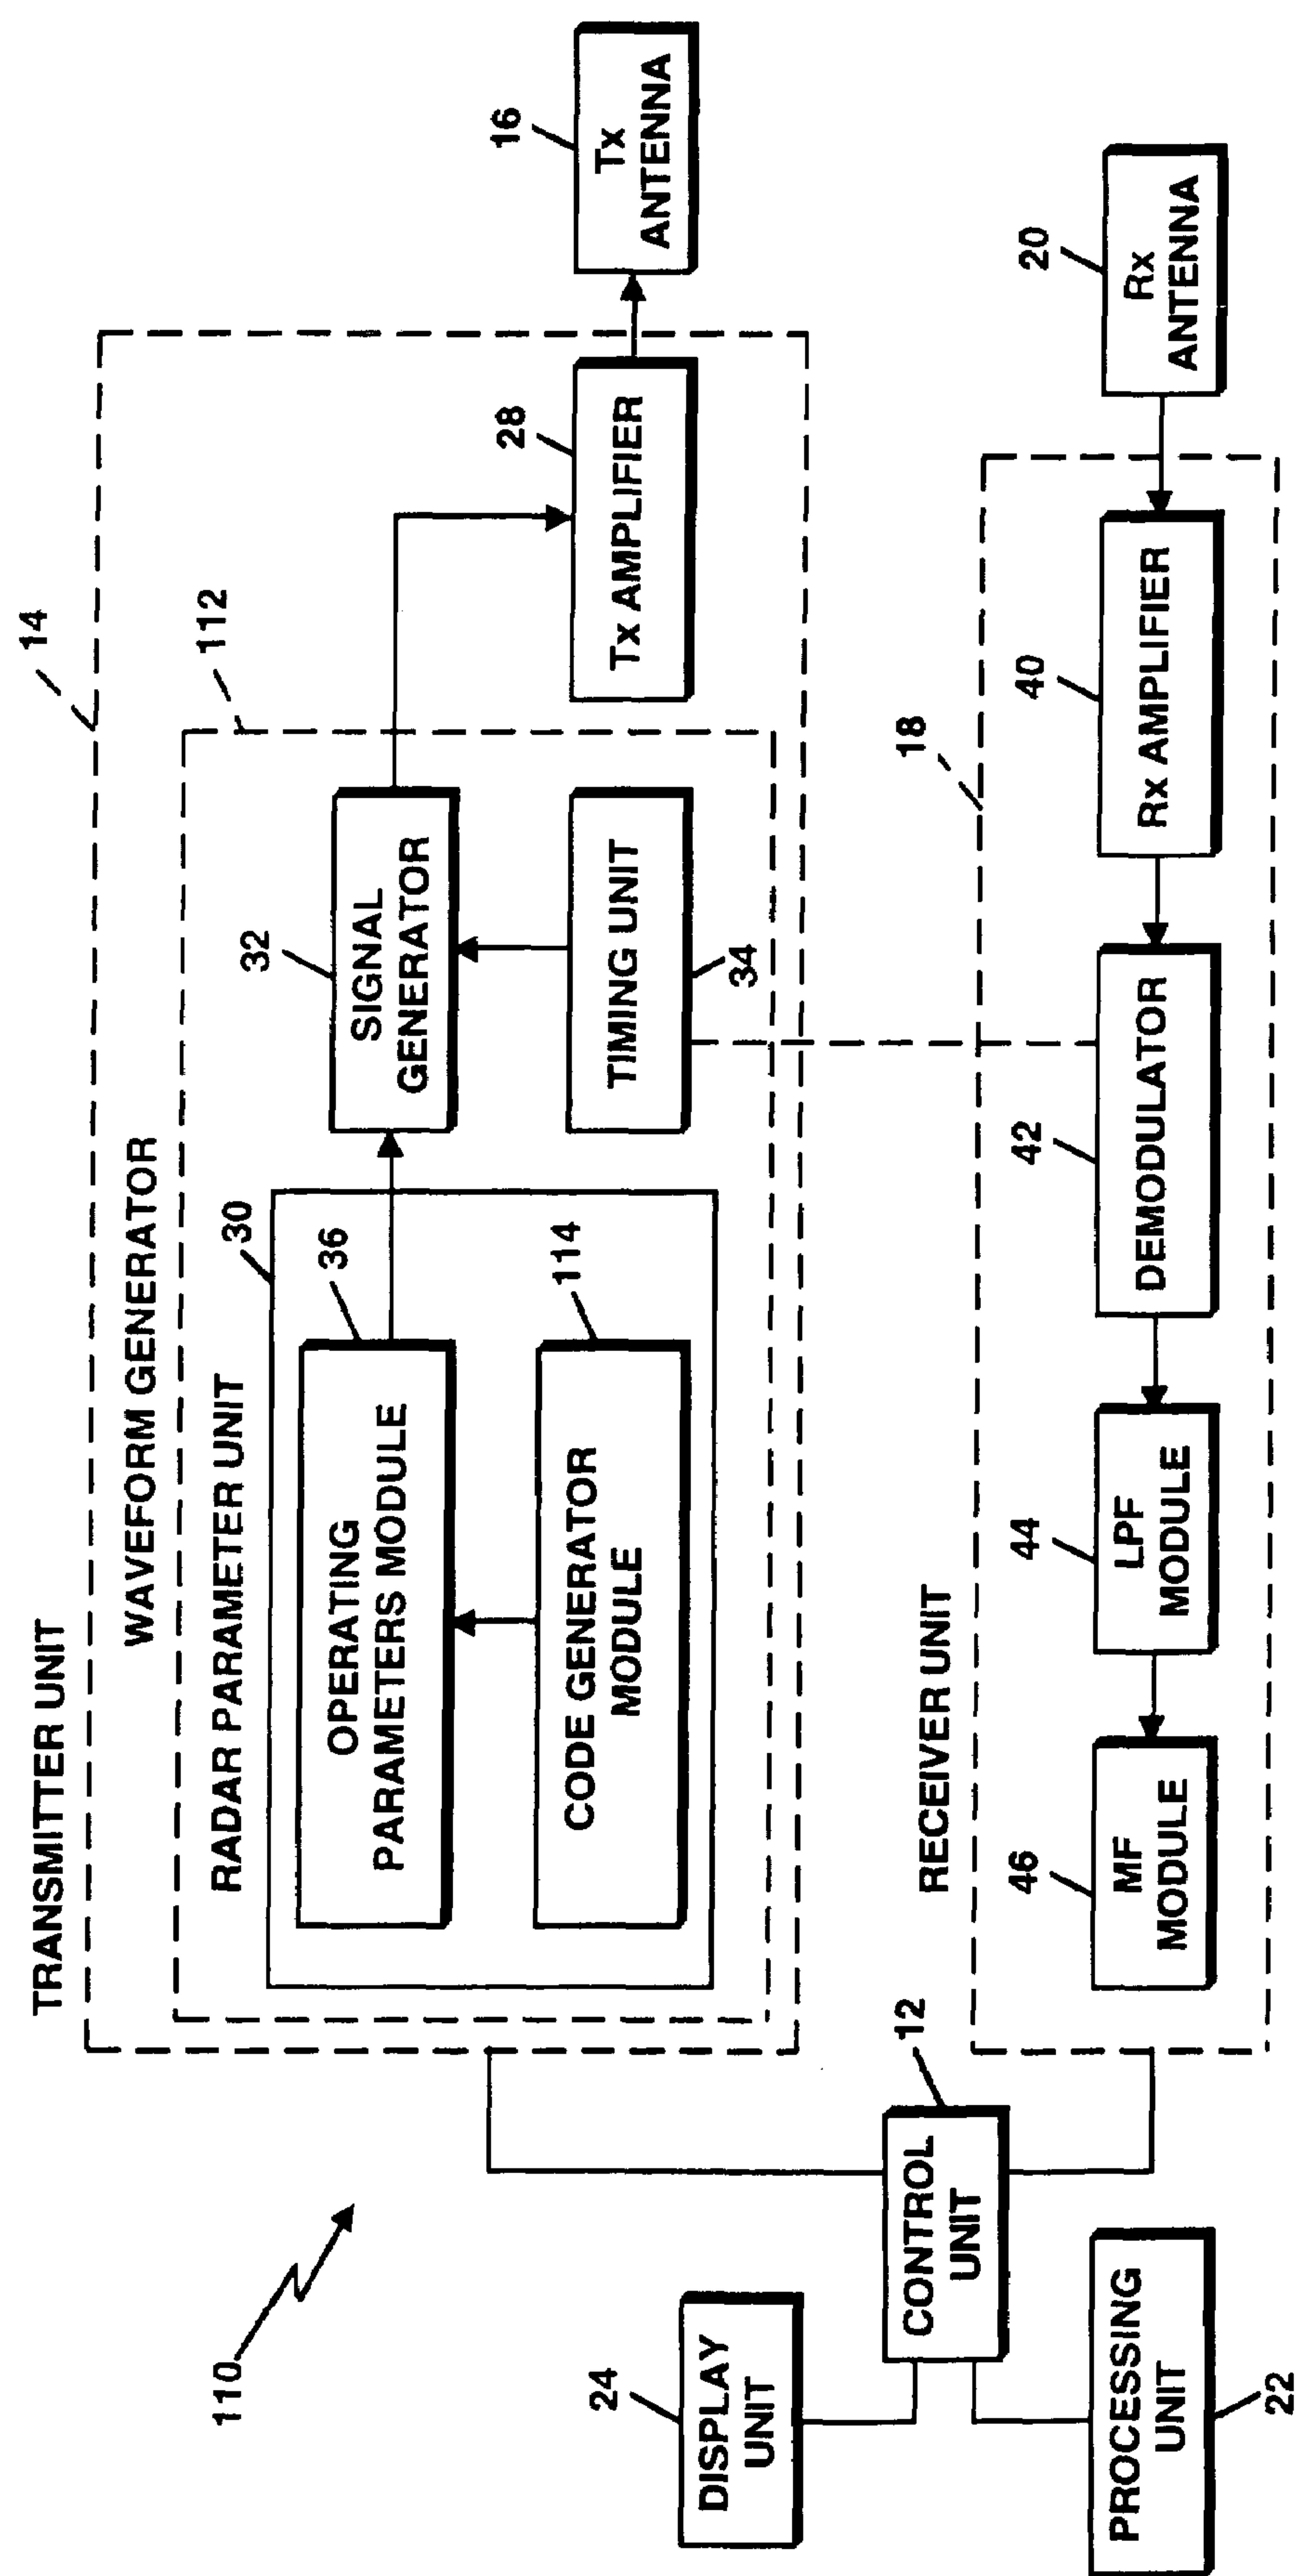 110
TRANSMITTER UNIT
14
WAVEFORM GENERATOR
112
RADAR PARAMETER UNIT
30
OPERATING
PARAMETERS MODULE
36
CODE GENERATOR
MODULE
114
32
SIGNAL
GENERATOR
TIMING UNIT
34
28
Tx AMPLIFIER
16
Tx
ANTENNA
24
DISPLAY
UNIT
CONTROL
UNIT
12
PROCESSING
UNIT
22
RECEIVER UNIT
18
46
MF
MODULE
44
LPF
MODULE
42
DEMODULATOR
40
Rx AMPLIFIER
20
Rx
ANTENNA